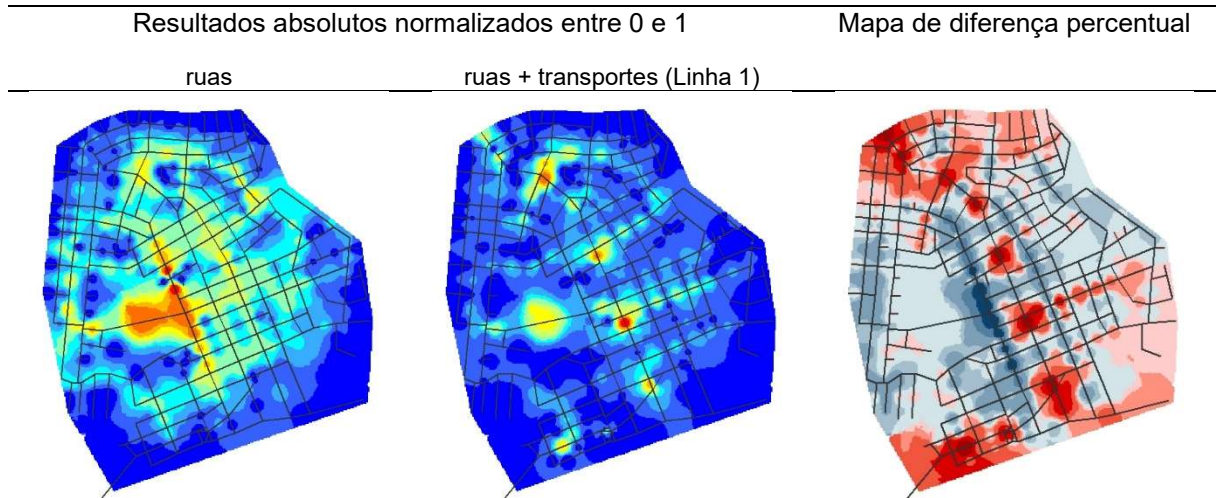 Resultados absolutos normalizados entre 0 e 1
Mapa de diferença percentual
ruas
ruas + transportes (Linha 1)